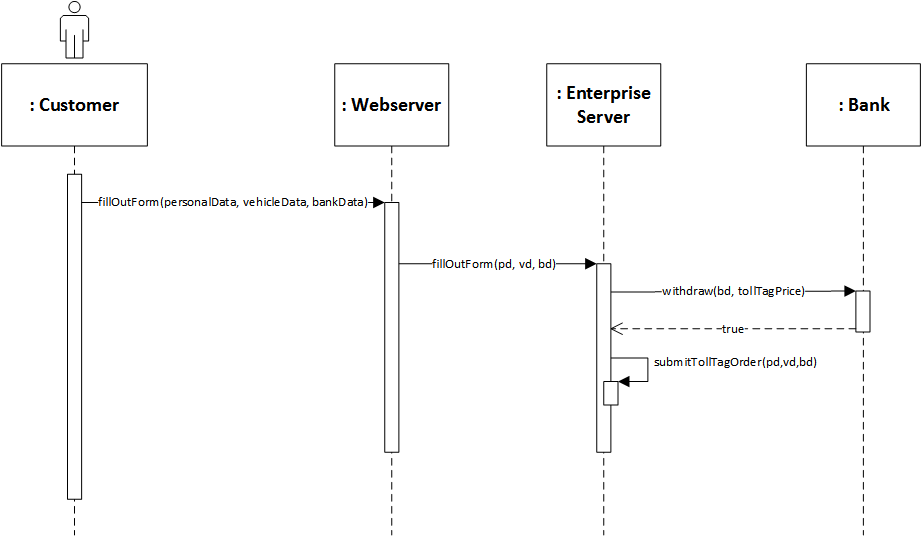 : Customer
: Webserver
: Enterprise
Server
: Bank
fillOutForm(personalData, vehicleData, bankData)
fillOutForm(pd, vd, bd)
withdraw(bd, tollTagPrice)
true
submitTollTagOrder(pd,vd,bd)